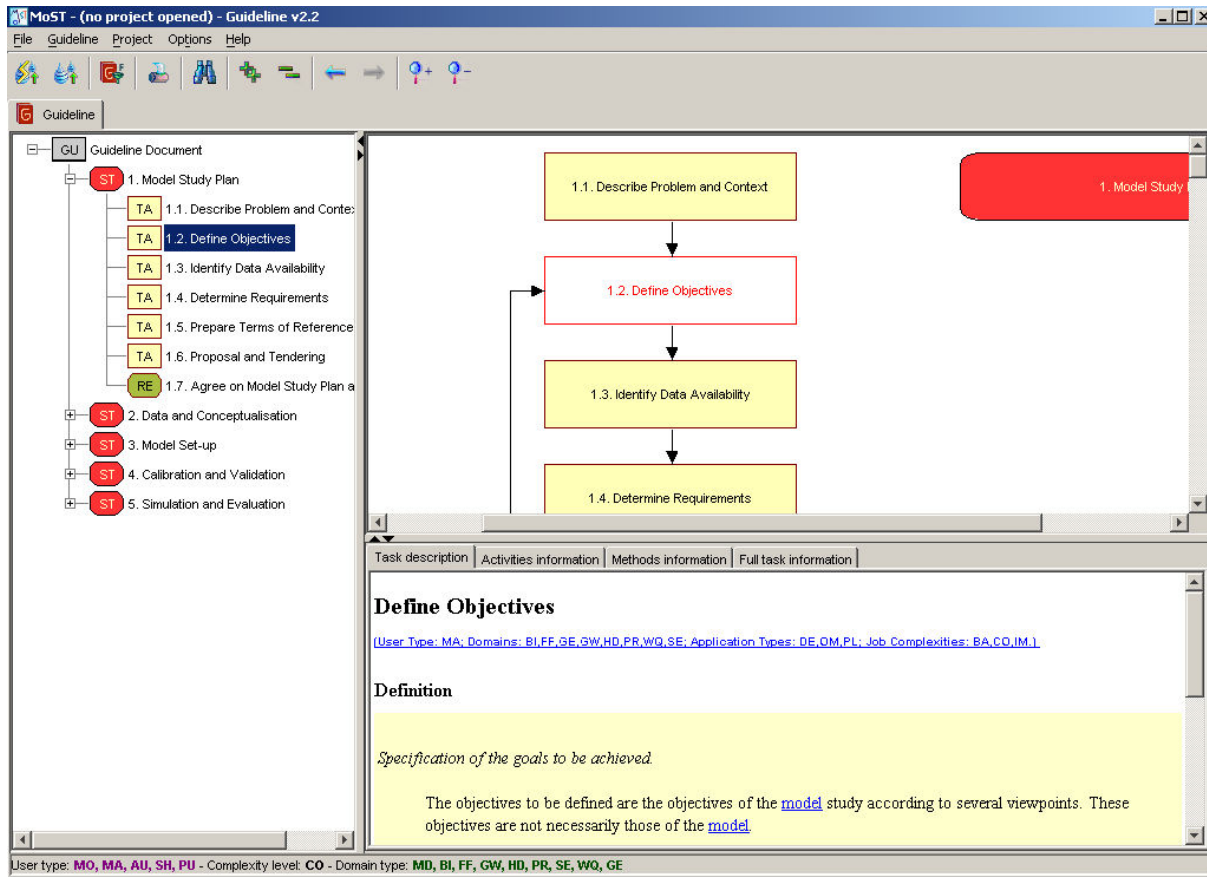 MoST - (no project opened) - Guideline v2.2
File Guideline Project Options Help
Guideline
GU Guideline Document
ST 1. Model Study Plan
TA 1.1. Describe Problem and Contex
TA 1.2. Define Objectives
TA 1.3. Identify Data Availability
TA 1.4. Determine Requirements
TA 1.5. Prepare Terms of Reference
TA 1.6. Proposal and Tendering
RE 1.7. Agree on Model Study Plan a
ST 2. Data and Conceptualisation
ST 3. Model Set-up
ST 4. Calibration and Validation
ST 5. Simulation and Evaluation
1.1. Describe Problem and Context
1. Model Study
1.2. Define Objectives
1.3. Identify Data Availability
1.4. Determine Requirements
Task description Activities information Methods information Full task information
Define Objectives
(User Type: MA; Domains: BI,FF,GE,GW,HD,PR,WQ,SE; Application Types: DE,OM,PL; Job Complexities: BA,CO,IM.)
Definition
Specification of the goals to be achieved.
The objectives to be defined are the objectives of the model study according to several viewpoints. These
objectives are not necessarily those of the model.
User type: MO, MA, AU, SH, PU - Complexity level: CO - Domain type: MD, BI, FF, GW, HD, PR, SE, WQ, GE